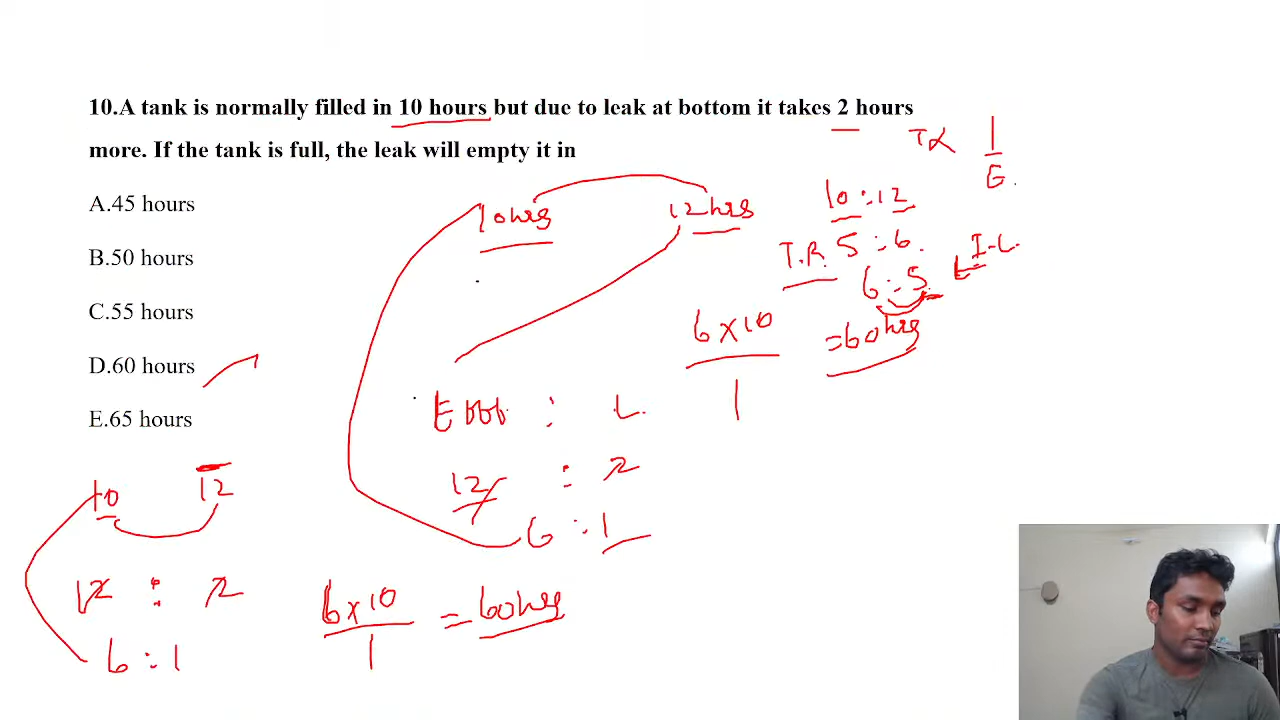 10.A tank is normally filled in 10 hours but due to leak at bottom it takes 2 hours
more. If the tank is full, the leak will empty it in
A.45 hours
B.50 hours
C.55 hours
D.60 hours
E.65 hours
T∝ 1/E
10hrs 12hrs
10:12
T.R. 5:6.
6:5 I.L.
6x10/1 =60hrs
: L
12 : 2
6:1
10 12
12 : 2
6:1
6x10/1 =60hrs